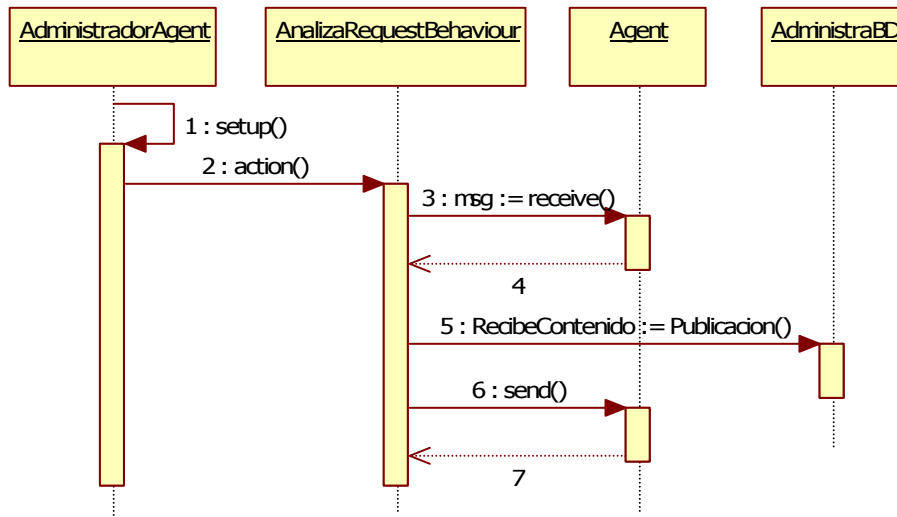 AdministradorAgent
AnalizaRequestBehaviour
Agent
AdministraBD
1 : setup()
2 : action()
3 : msg := receive()
4
5 : RecibeContenido := Publicacion()
6 : send()
7